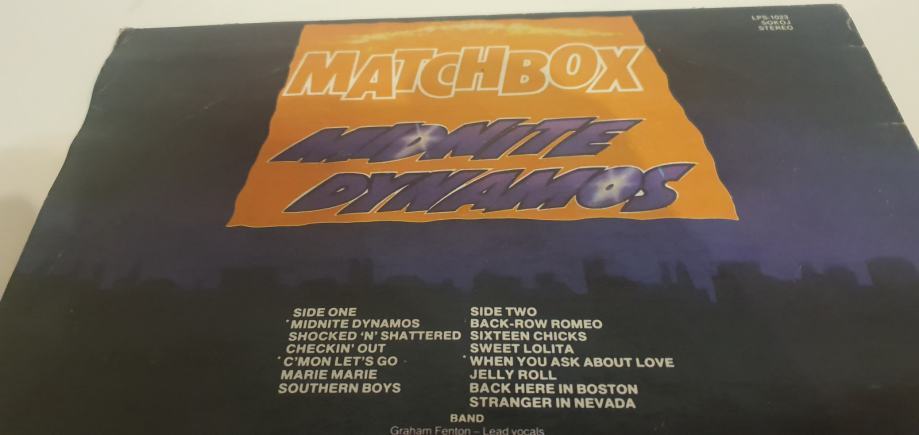 LPS-1023
SOKOJ
STEREO
MATCHBOX
MIDNITE
DYNAMOS
SIDE ONE
MIDNITE DYNAMOS
SHOCKED 'N' SHATTERED
CHECKIN' OUT
C'MON LET'S GO
MARIE MARIE
SOUTHERN BOYS
SIDE TWO
BACK-ROW ROMEO
SIXTEEN CHICKS
SWEET LOLITA
WHEN YOU ASK ABOUT LOVE
JELLY ROLL
BACK HERE IN BOSTON
STRANGER IN NEVADA
BAND
Graham Fenton – Lead vocals